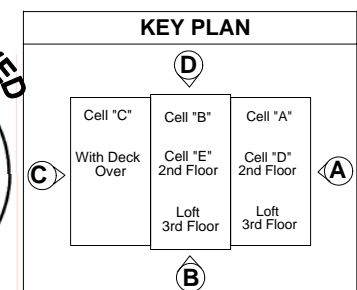 KEY PLAN
D
Cell "C"
With Deck
Over
Cell "B"
Cell "E"
2nd Floor
Loft
3rd Floor
Cell "A"
Cell "D"
2nd Floor
Loft
3rd Floor
C
A
B